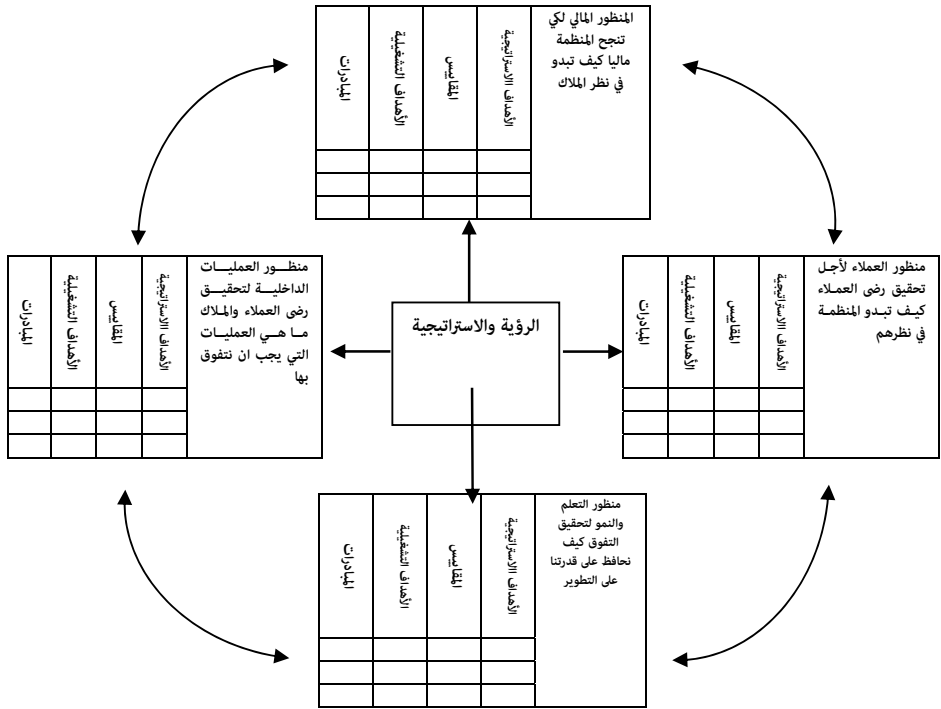 المنظور المالي لكي
تنجح المنظمة
ماليا كيف تبدو
في نظر الملاك
الأهداف الاستراتيجية
المقاييس
الأهداف التشغيلية
المبادرات
منظور العملاء لأجل
تحقيق رضى العملاء
كيف تبدو المنظمة
في نظرهم
الأهداف الاستراتيجية
المقاييس
الأهداف التشغيلية
المبادرات
الرؤية والاستراتيجية
منظور العمليات
الداخلية لتحقيق
رضى العملاء والملاك
ما هي العمليات
التي يجب ان نتفوق
بها
الأهداف الاستراتيجية
المقاييس
الأهداف التشغيلية
المبادرات
منظور التعلم
والنمو لتحقيق
التفوق كيف
نحافظ على قدرتنا
على التطوير
الأهداف الاستراتيجية
المقاييس
الأهداف التشغيلية
المبادرات